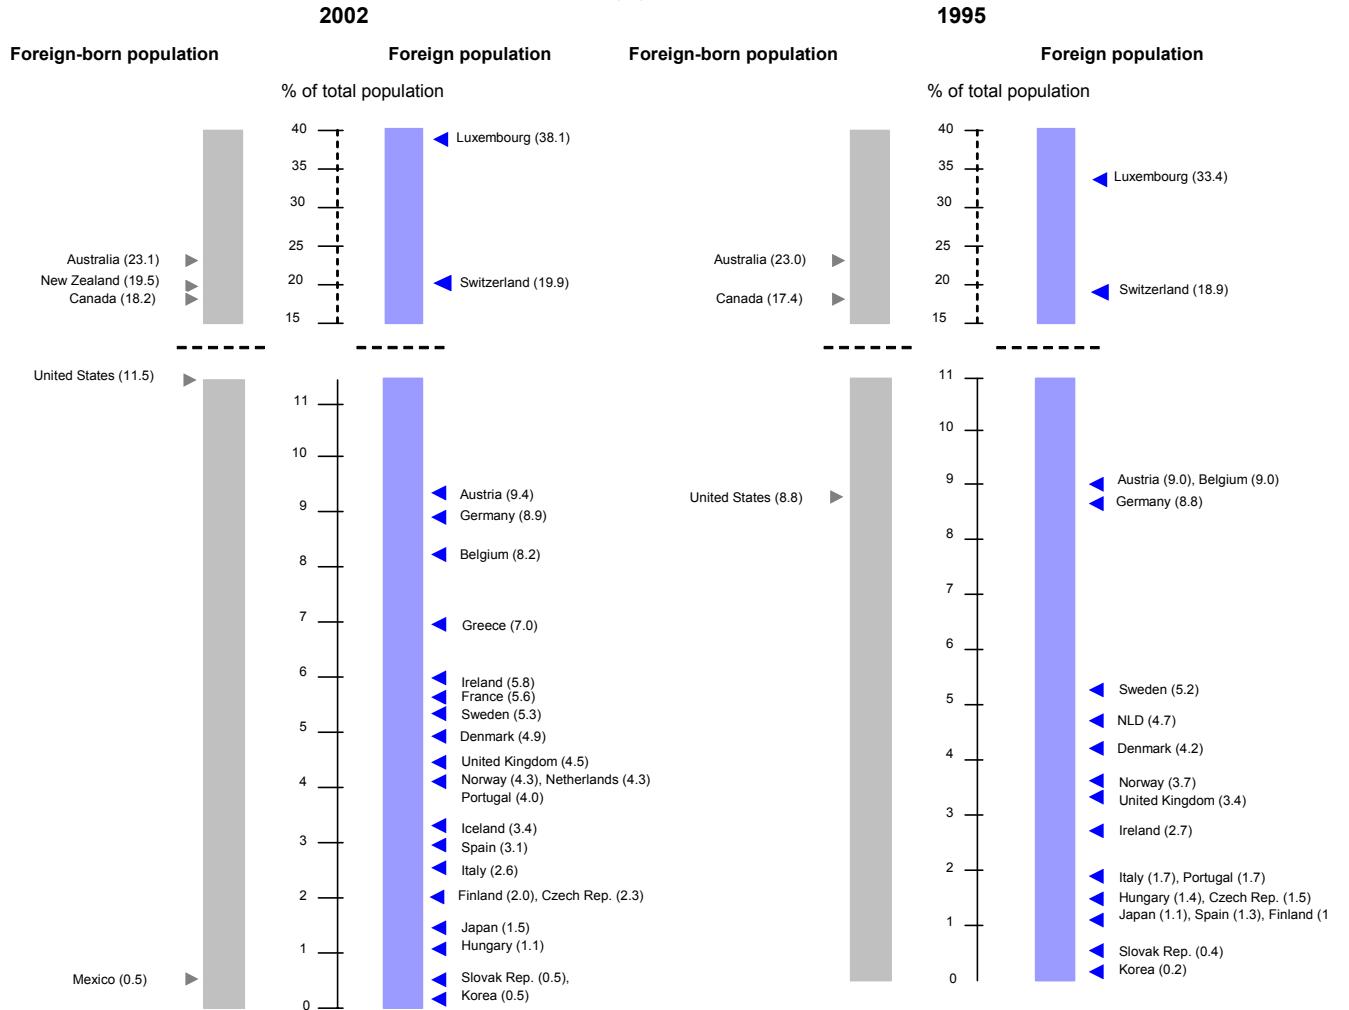 2002
1995
Foreign-born population
Foreign population
Foreign-born population
Foreign population
% of total population
% of total population
40
35
30
25
20
15
Luxembourg (38.1)
Australia (23.1)
New Zealand (19.5)
Canada (18.2)
Switzerland (19.9)
United States (11.5)
11
10
9
8
7
6
5
4
3
2
1
0
Austria (9.4)
Germany (8.9)
Belgium (8.2)
Greece (7.0)
Ireland (5.8)
France (5.6)
Sweden (5.3)
Denmark (4.9)
United Kingdom (4.5)
Norway (4.3), Netherlands (4.3)
Portugal (4.0)
Iceland (3.4)
Spain (3.1)
Italy (2.6)
Finland (2.0), Czech Rep. (2.3)
Japan (1.5)
Hungary (1.1)
Mexico (0.5)
Slovak Rep. (0.5),
Korea (0.5)
40
35
30
25
20
15
Luxembourg (33.4)
Australia (23.0)
Canada (17.4)
Switzerland (18.9)
11
10
9
8
7
6
5
4
3
2
1
0
United States (8.8)
Austria (9.0), Belgium (9.0)
Germany (8.8)
Sweden (5.2)
NLD (4.7)
Denmark (4.2)
Norway (3.7)
United Kingdom (3.4)
Ireland (2.7)
Italy (1.7), Portugal (1.7)
Hungary (1.4), Czech Rep. (1.5)
Japan (1.1), Spain (1.3), Finland (1
Slovak Rep. (0.4)
Korea (0.2)